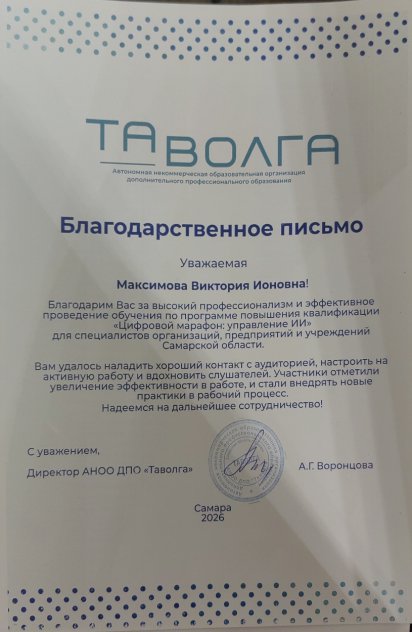 ТАВОЛГА
Автономная некоммерческая образовательная организация
дополнительного профессионального образования
Благодарственное письмо
Уважаемая
Максимова Виктория Ионовна!
Благодарим Вас за высокий профессионализм и эффективное
проведение обучения по программе повышения квалификации
«Цифровой марафон: управление ИИ»
для специалистов организаций, предприятий и учреждений
Самарской области.
Вам удалось наладить хороший контакт с аудиторией, настроить на
активную работу и вдохновить слушателей. Участники отметили
увеличение эффективности в работе, и стали внедрять новые
практики в рабочий процесс.
Надеемся на дальнейшее сотрудничество!
С уважением,
Директор АНОО ДПО «Таволга»
А.Г. Воронцова
Самара
2026